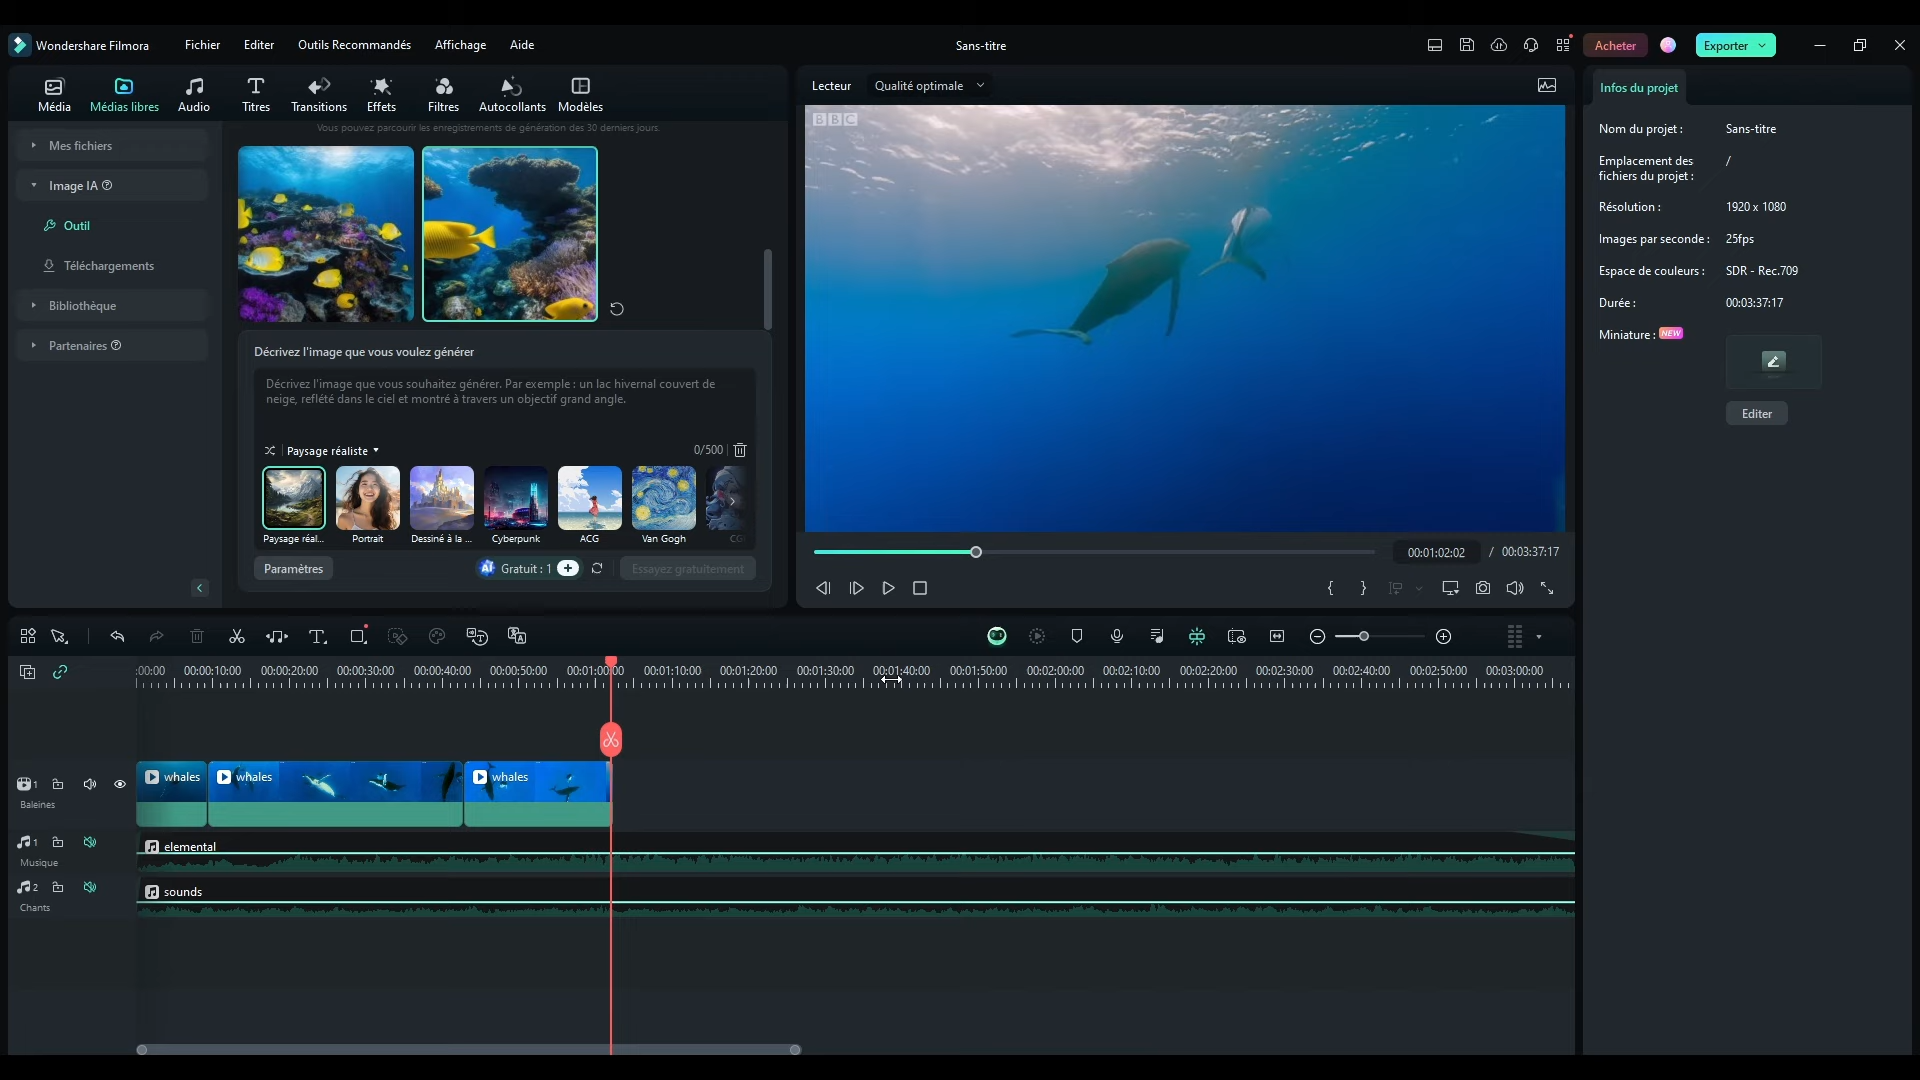 Wondershare Filmora
Fichier
Editer
Outils Recommandés
Affichage
Aide
Sans-titre
Acheter
Exporter
Média
Médias libres
Audio
Titres
Transitions
Effets
Filtres
Autocollants
Modèles
Mes fichiers
Image IA
Outil
Téléchargements
Bibliothèque
Partenaires
Vous pouvez parcourir les enregistrements de génération des 30 derniers jours.
Décrivez l'image que vous voulez générer
Décrivez l'image que vous souhaitez générer. Par exemple : un lac hivernal couvert de
neige, reflété dans le ciel et montré à travers un objectif grand angle.
Paysage réaliste
0/500
Paysage réal...
Portrait
Dessiné à la ...
Cyberpunk
ACG
Van Gogh
CG
Paramètres
AI
Gratuit : 1
Essayez gratuitement
Lecteur
Qualité optimale
BBC
00:01:02:02 / 00:03:37:17
Infos du projet
Nom du projet : Sans-titre
Emplacement des /
fichiers du projet :
Résolution : 1920 x 1080
Images par seconde : 25fps
Espace de couleurs : SDR - Rec.709
Durée : 00:03:37:17
Miniature : NEW
Editer
:00:00 00:00:10:00 00:00:20:00 00:00:30:00 00:00:40:00 00:00:50:00 00:01:00:00 00:01:10:00 00:01:20:00 00:01:30:00 00:01:40:00 00:01:50:00 00:02:00:00 00:02:10:00 00:02:20:00 00:02:30:00 00:02:40:00 00:02:50:00 00:03:00:00
1
Baleines
whales
whales
whales
1
Musique
elemental
2
Chants
sounds